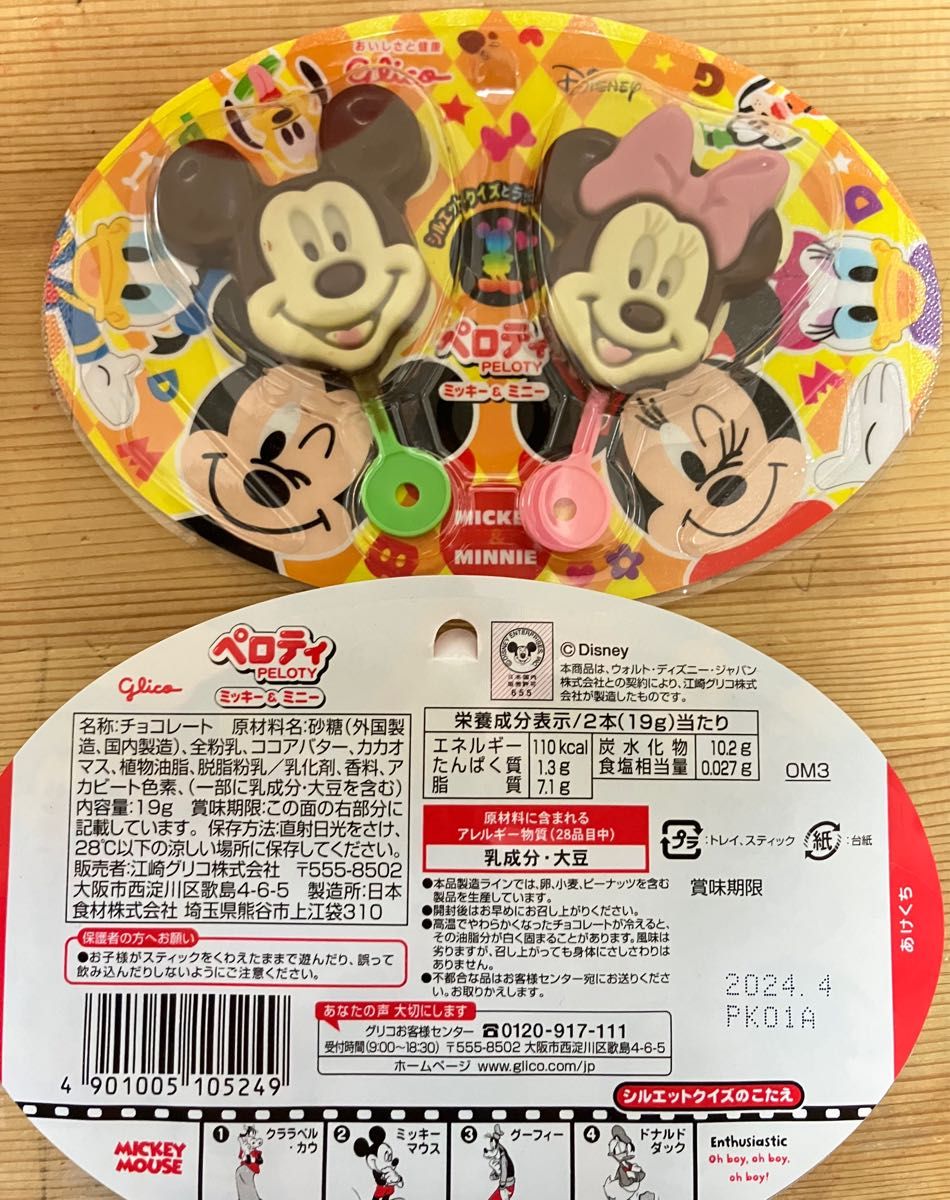 おいしさと健康
Glico
Disney
G
D
シルエットクイズと
ペロティ
PELOTY
ミッキー & ミニー
M
M
MICKE
&
MINNIE
ペロティ
PELOTY
Glico
ミッキー & ミニー
© DISNEY ENTERPRISES, INC.
日本国内
販売許可
555
© Disney
本商品は、ウォルト・ディズニー・ジャパン
株式会社との契約により、江崎グリコ株式
会社が製造したものです。
名称:チョコレート 原材料名:砂糖(外国製
造、国内製造)、全粉乳、ココアバター、カカオ
マス、植物油脂、脱脂粉乳/乳化剤、香料、ア
カビート色素、(一部に乳成分・大豆を含む)
内容量:19g 賞味期限:この面の右部分に
記載しています。 保存方法:直射日光をさけ、
28℃以下の涼しい場所に保存してください。
販売者:江崎グリコ株式会社 〒555-8502
大阪市西淀川区歌島4-6-5 製造所:日本
食材株式会社 埼玉県熊谷市上江袋310
保護者の方へお願い
●お子様がスティックをくわえたままで遊んだり、誤って
飲み込んだりしないようにご注意ください。
4 901005 105249
栄養成分表示/2本(19g)当たり
エネルギー 110 kcal 炭水化物 10.2 g
たんぱく質 1.3 g 食塩相当量 0.027 g
脂質 7.1 g
OM3
原材料に含まれる
アレルギー物質(28品目中)
乳成分・大豆
プラ :トレイ、スティック 紙 :台紙
●本品製造ラインでは、卵、小麦、ピーナッツを含む
製品を生産しています。
●開封後はお早めにお召し上がりください。
●高温でやわらかくなったチョコレートが冷えると、
その油脂分が白く固まることがあります。風味は
劣りますが、召し上がっても身体にさしさわりは
ありません。
●不都合な品はお客様センター宛にお送りくださ
い。お取りかえします。
賞味期限
2024. 4
PK01A
あけくち
あなたの声 大切にします
グリコお客様センター ☎0120-917-111
受付時間(9:00〜18:30) 〒555-8502 大阪市西淀川区歌島4-6-5
ホームページ www.glico.com/jp
シルエットクイズのこたえ
MICKEY
MOUSE
1 クララベル
・カウ
2 ミッキー
マウス
3 グーフィー
4 ドナルド
ダック
Enthusiastic
Oh boy, oh boy,
oh boy!